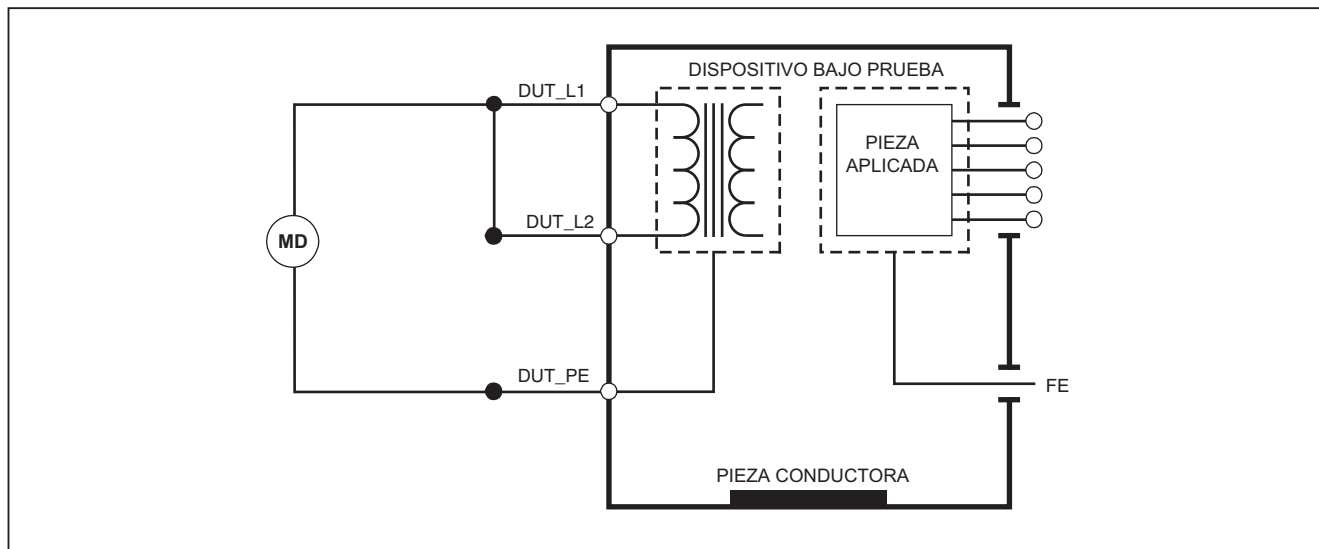 DISPOSITIVO BAJO PRUEBA
DUT_L1
PIEZA
APLICADA
DUT_L2
MD
DUT_PE
FE
PIEZA CONDUCTORA